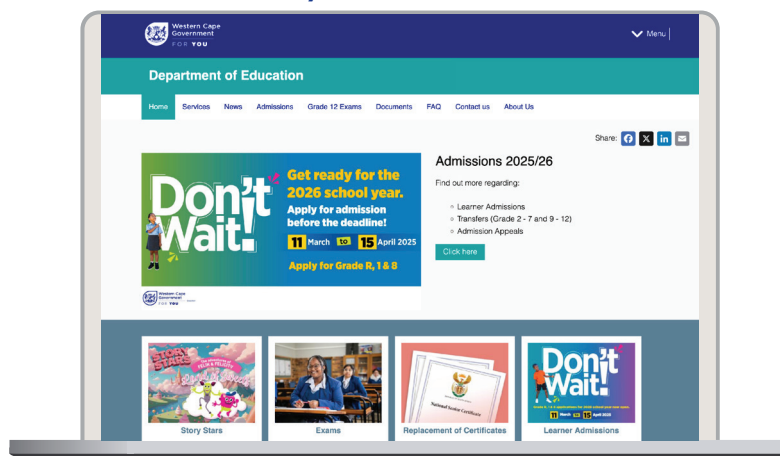 Western Cape
Government
FOR YOU
Menu
Department of Education
Home Services News Admissions Grade 12 Exams Documents FAQ Contact us About Us
Share:
Don't
Wait!
Get ready for the
2026 school year.
Apply for admission
before the deadline!
11 March to 15 April 2025
Apply for Grade R, 1 & 8
Western Cape
Government
FOR YOU
Admissions 2025/26
Find out more regarding:
Learner Admissions
Transfers (Grade 2 - 7 and 9 - 12)
Admission Appeals
Click here
STORY
STARS
FELIX & FELICITY
Story Stars
Exams
National Senior Certificate
Replacement of Certificates
Don't
Wait!
11 March to 15 April 2025
Learner Admissions